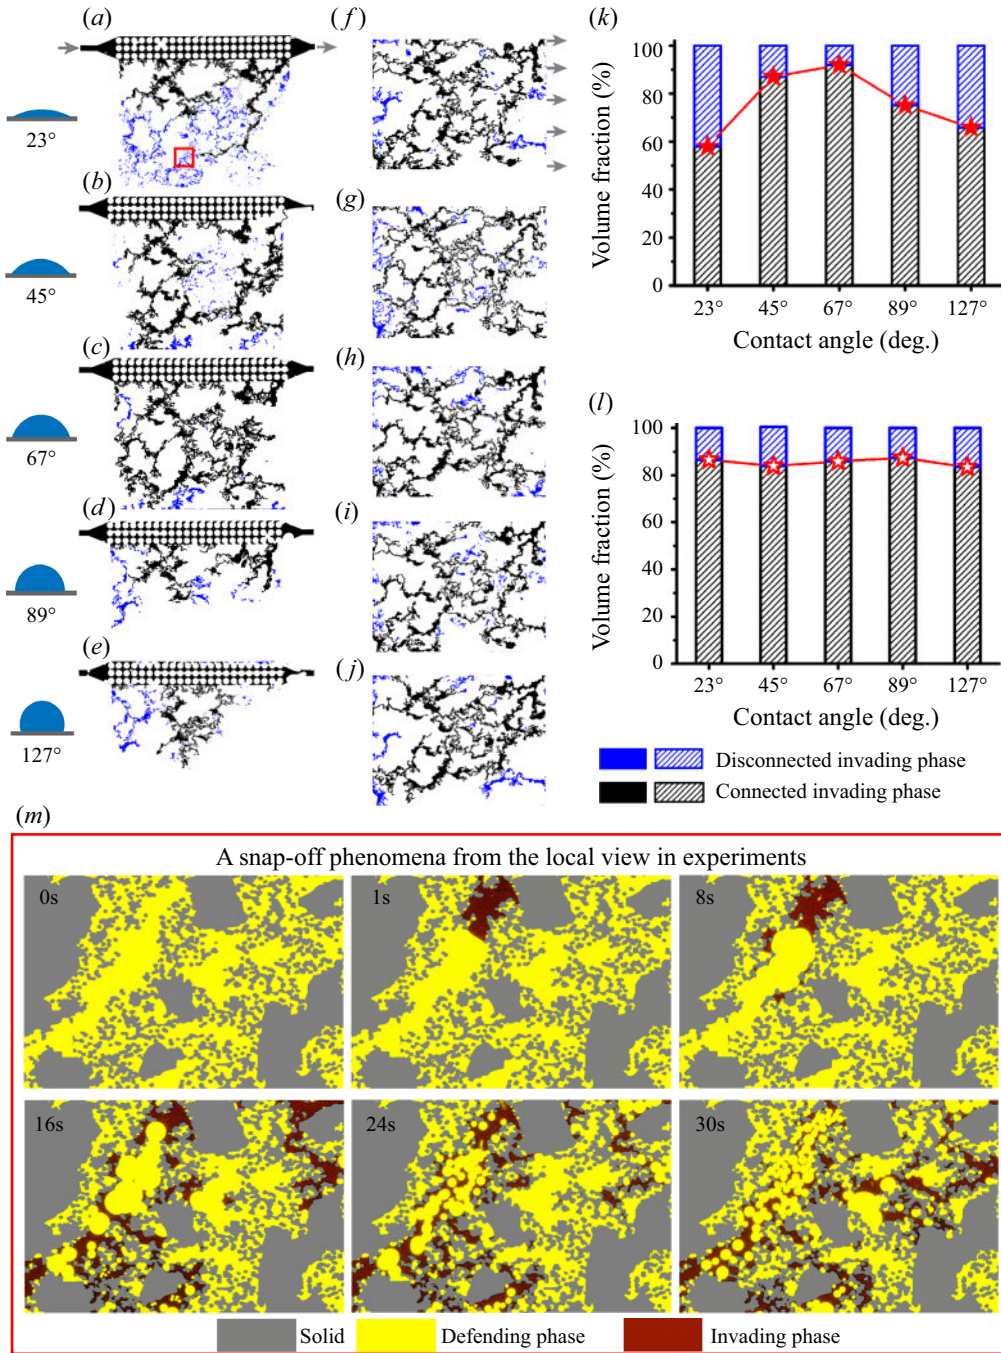 (a)
23°
(b)
45°
(c)
67°
(d)
89°
(e)
127°
(f)
(g)
(h)
(i)
(j)
(k)
Volume fraction (%)
100
80
60
40
20
0
23° 45° 67° 89° 127°
Contact angle (deg.)
(l)
Volume fraction (%)
100
80
60
40
20
0
23° 45° 67° 89° 127°
Contact angle (deg.)
Disconnected invading phase
Connected invading phase
(m)
A snap-off phenomena from the local view in experiments
0s 1s 8s
16s 24s 30s
Solid Defending phase Invading phase